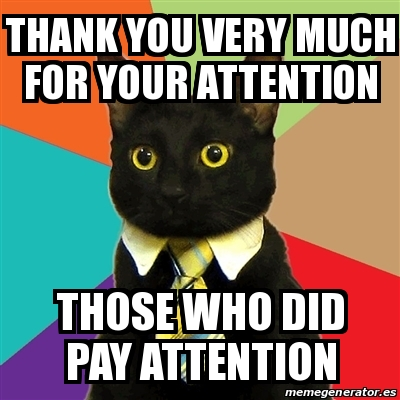 THANK YOU VERY MUCH
FOR YOUR ATTENTION
THOSE WHO DID
PAY ATTENTION
memegenerator.es